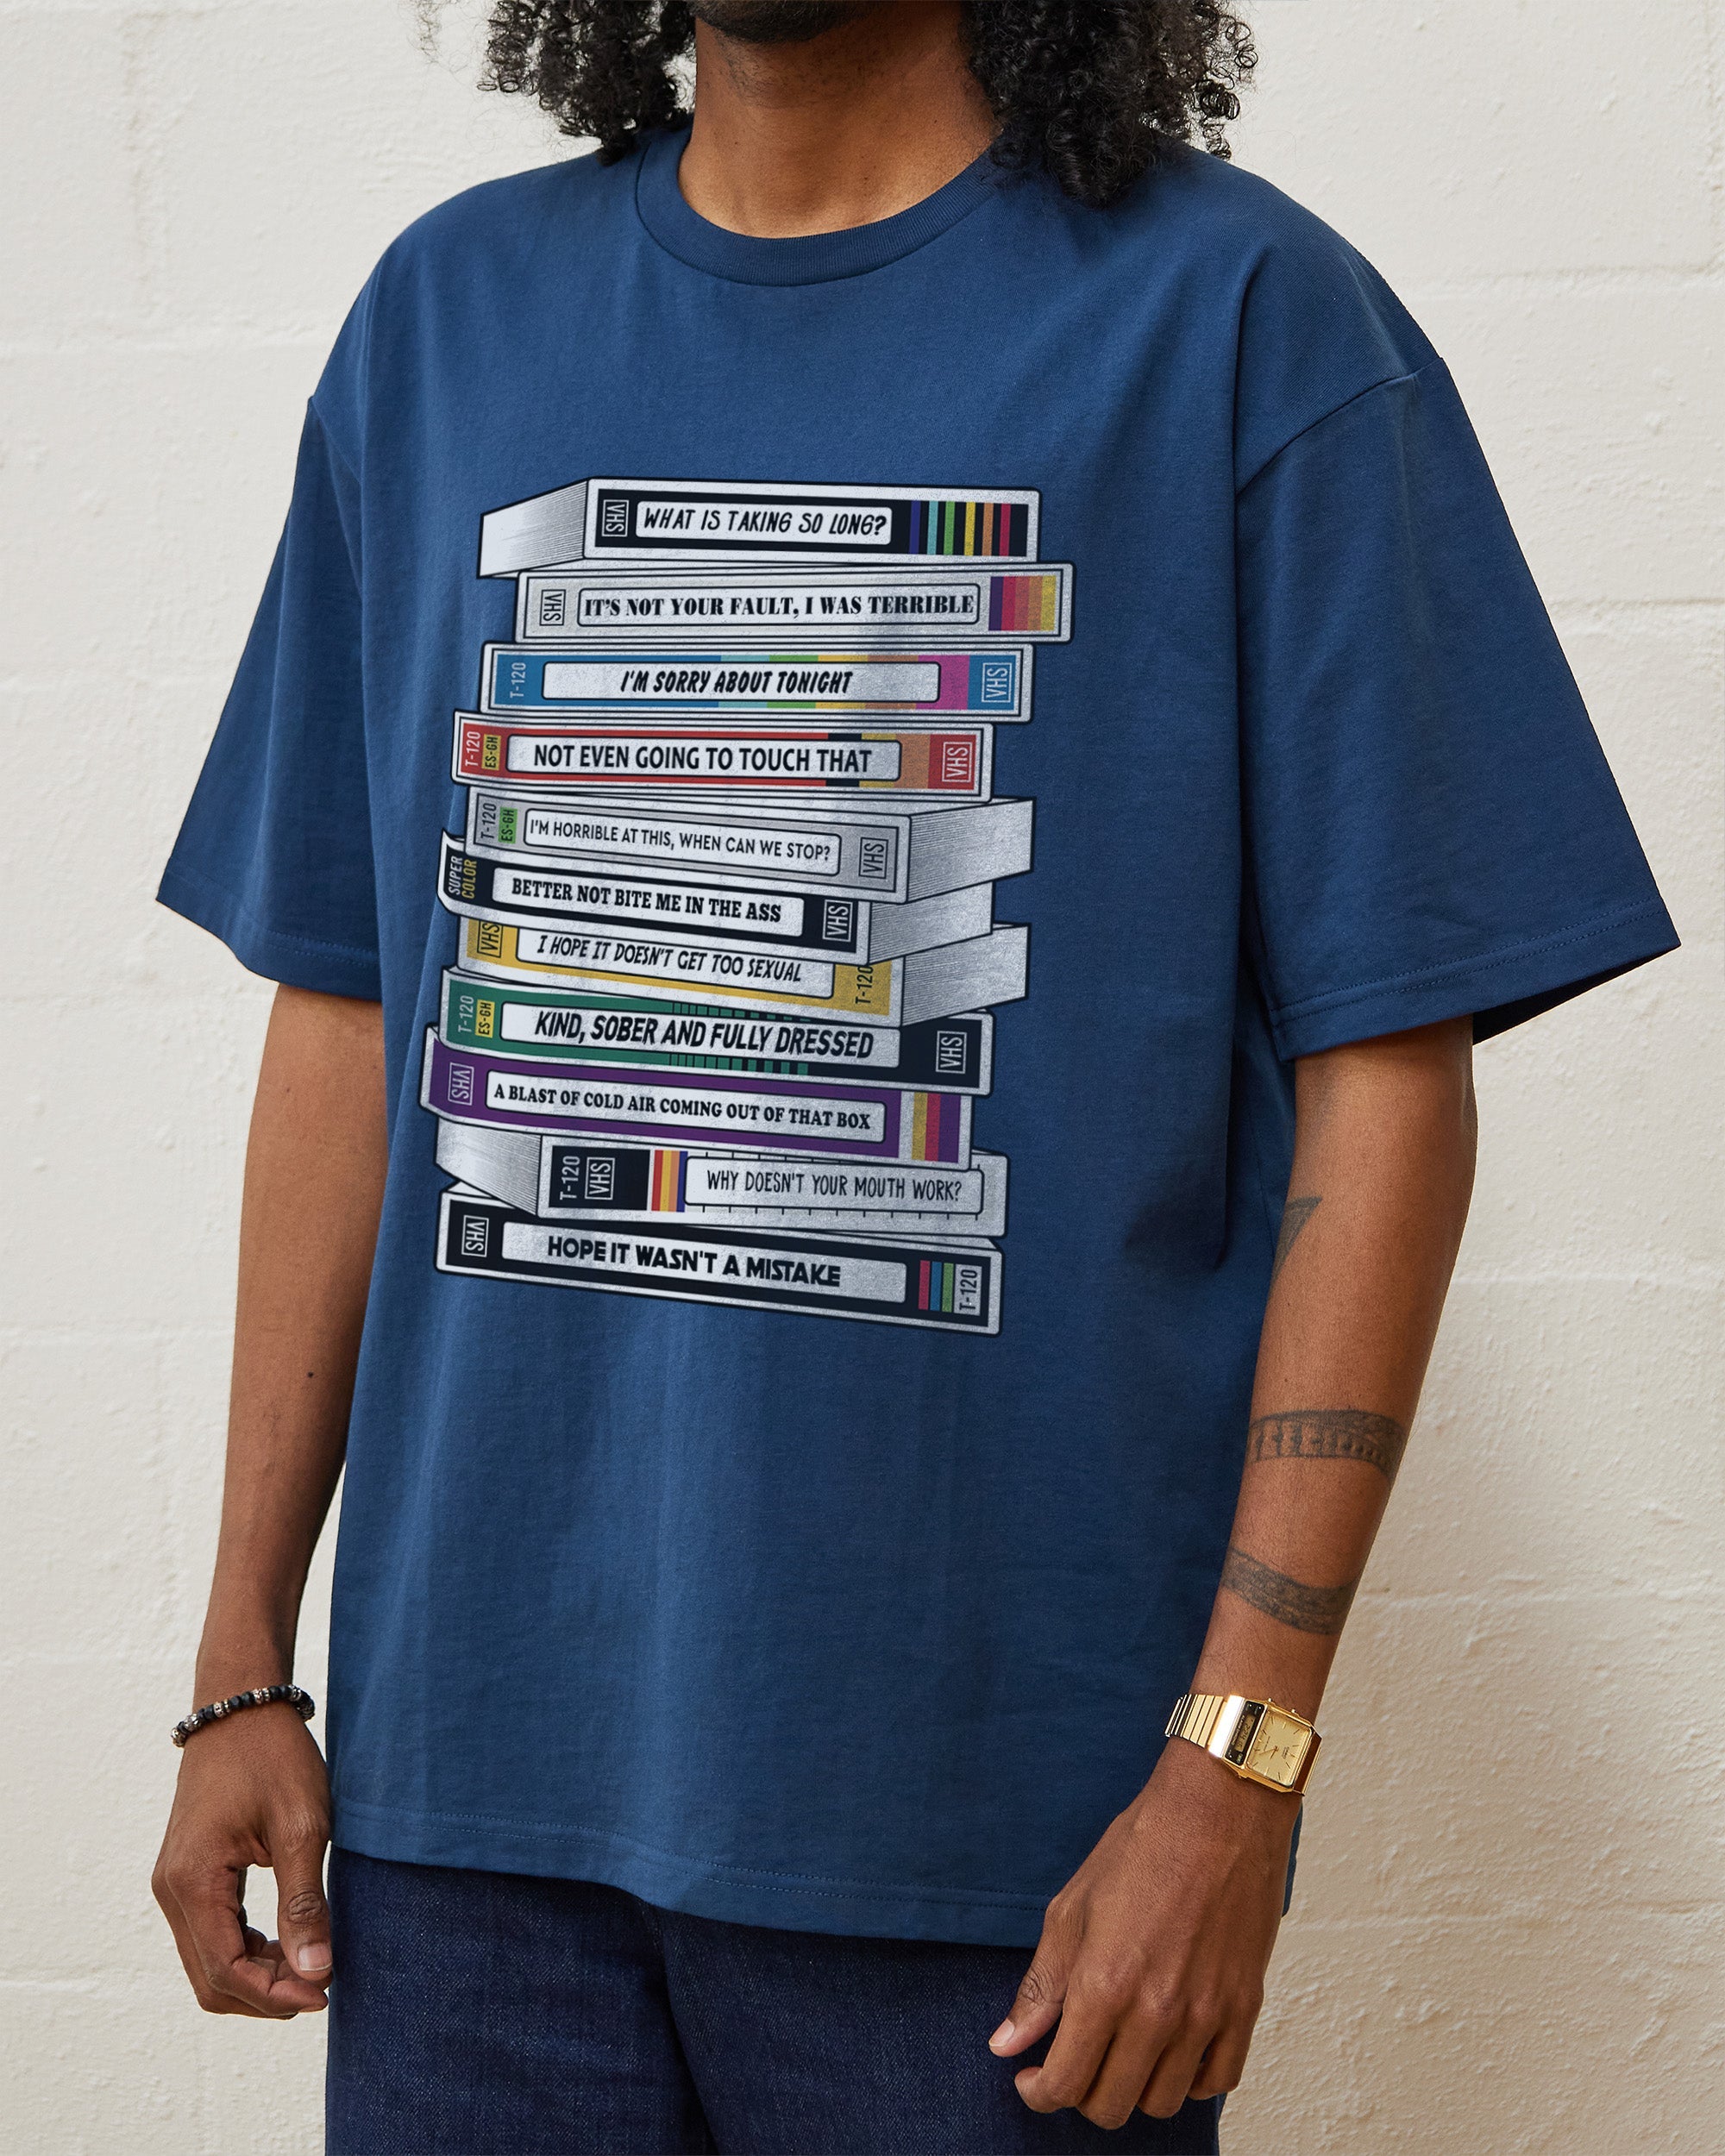 VHS WHAT IS TAKING SO LONG?
VHS IT'S NOT YOUR FAULT, I WAS TERRIBLE
T-120 I'M SORRY ABOUT TONIGHT VHS
T-120 ES-GH NOT EVEN GOING TO TOUCH THAT VHS
T-120 ES-GH I'M HORRIBLE AT THIS, WHEN CAN WE STOP? VHS
SUPER COLOR BETTER NOT BITE ME IN THE ASS VHS
VHS I HOPE IT DOESN'T GET TOO SEXUAL T-120
T-120 ES-GH KIND, SOBER AND FULLY DRESSED VHS
VHS A BLAST OF COLD AIR COMING OUT OF THAT BOX
T-120 VHS WHY DOESN'T YOUR MOUTH WORK?
VHS HOPE IT WASN'T A MISTAKE T-120